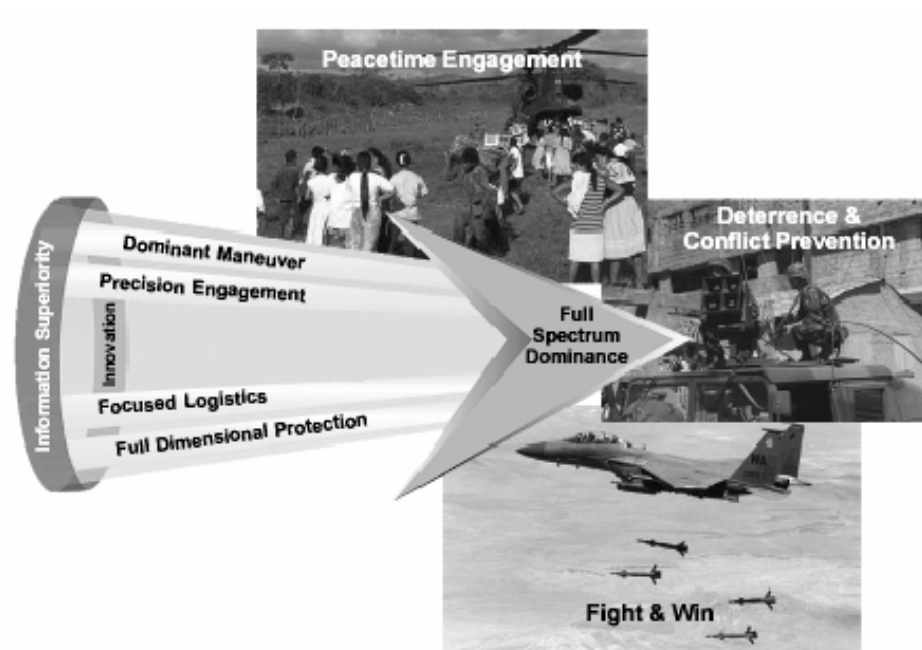 Peacetime Engagement
Deterrence &
Conflict Prevention
Information Superiority
Dominant Maneuver
Precision Engagement
Innovation
Focused Logistics
Full Dimensional Protection
Full
Spectrum
Dominance
WA
Fight & Win